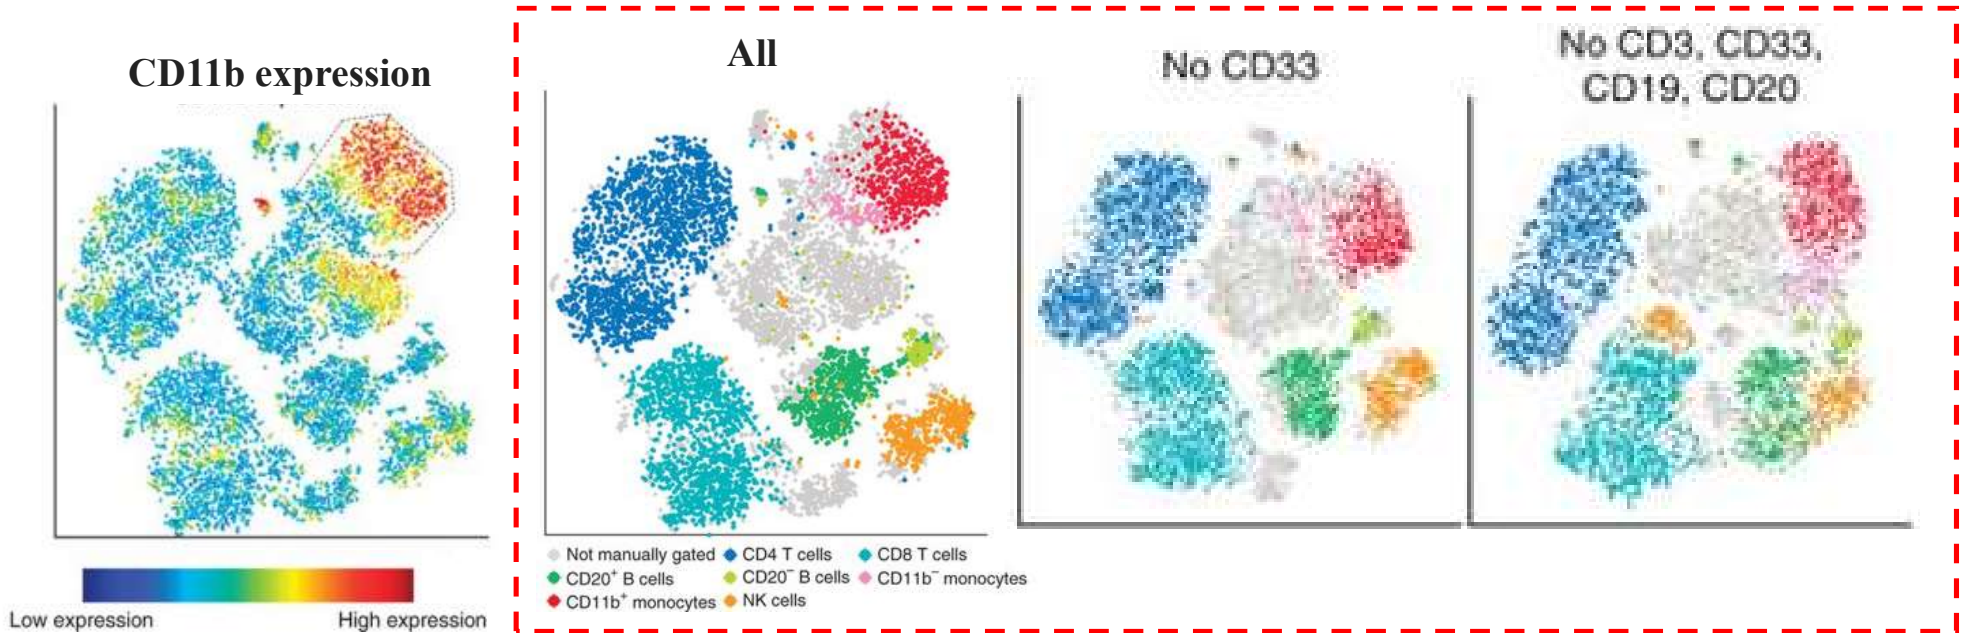 CD11b expression
All
No CD33
No CD3, CD33,
CD19, CD20
Low expression
High expression
Not manually gated
CD4 T cells
CD8 T cells
CD20⁺ B cells
CD20⁻ B cells
CD11b⁻ monocytes
CD11b⁺ monocytes
NK cells